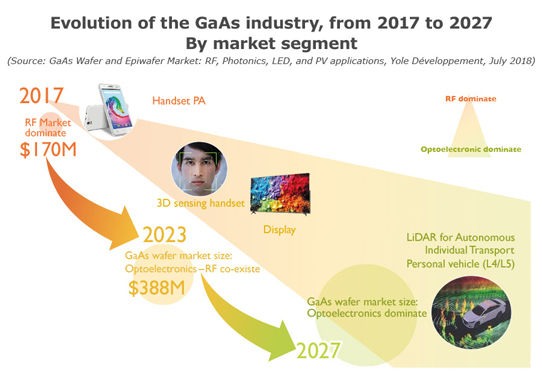 Evolution of the GaAs industry, from 2017 to 2027
By market segment
(Source: GaAs Wafer and Epiwafer Market: RF, Photonics, LED, and PV applications, Yole Développement, July 2018)
2017
Handset PA
RF dominate
RF Market
dominate
$170M
Optoelectronic dominate
3D sensing handset
Display
2023
GaAs wafer market size:
Optoelectronics –RF co-existe
$388M
LiDAR for Autonomous
Individual Transport
Personal vehicle (L4/L5)
GaAs wafer market size:
Optoelectronics dominate
2027